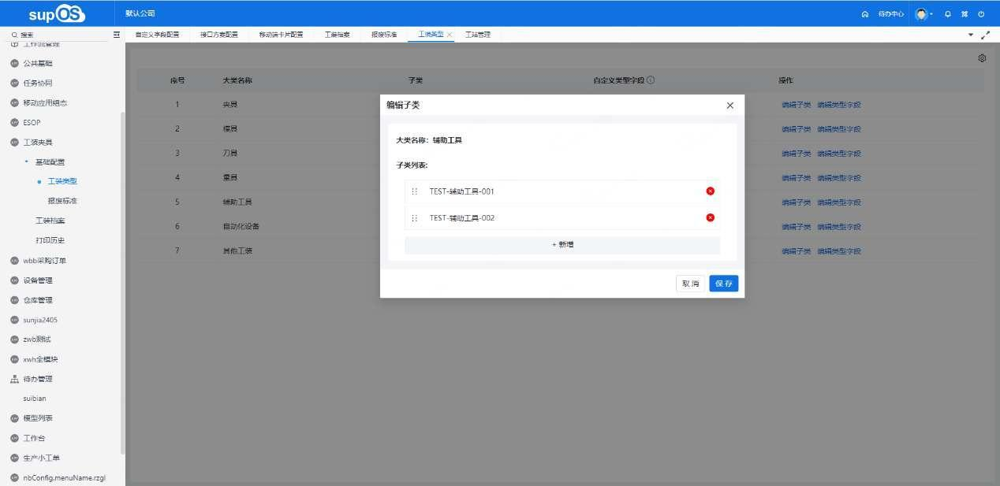 supOS
默认公司
待办中心
搜索
自定义字段配置 接口方案配置 移动端卡片配置 工装档案 报废标准 工装类型 工站管理
工作流管理
公共基础
任务协同
移动应用组态
ESOP
工装夹具
基础配置
工装类型
报废标准
工装档案
打印历史
wbb采购订单
设备管理
仓库管理
sunjia2405
zwb测试
xwh全模块
待办管理
suibian
模型列表
工作台
生产小工单
nbConfig.menuName.rzgl
序号 大类名称 子类 自定义类型字段 操作
1 夹具 编辑子类 编辑类型字段
2 模具 编辑子类 编辑类型字段
3 刀具 编辑子类 编辑类型字段
4 量具 编辑子类 编辑类型字段
5 辅助工具 编辑子类 编辑类型字段
6 自动化设备 编辑子类 编辑类型字段
7 其他工装 编辑子类 编辑类型字段
编辑子类
大类名称：辅助工具
子类列表:
TEST-辅助工具-001
TEST-辅助工具-002
+ 新增
取 消 保 存